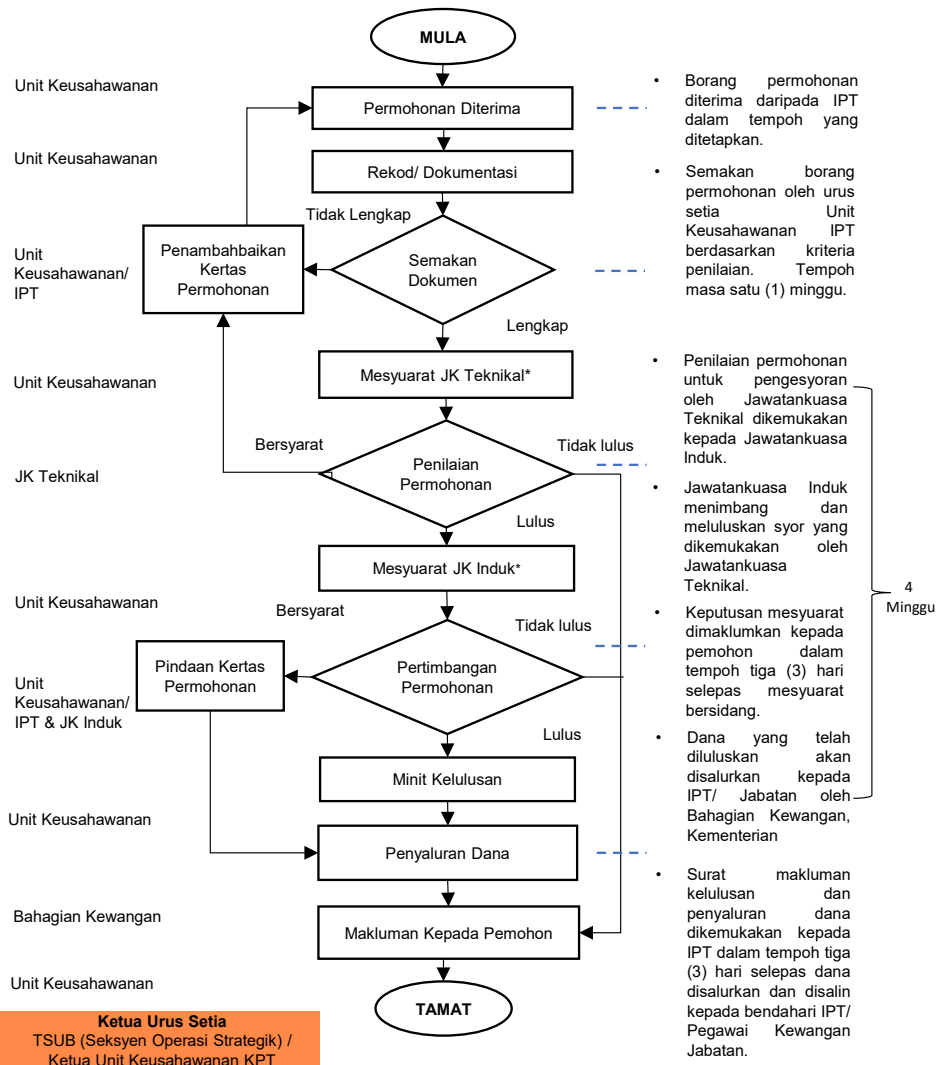 MULA
Unit Keusahawanan
Permohonan Diterima
• Borang permohonan
diterima daripada IPT
dalam tempoh yang
ditetapkan.
Unit Keusahawanan
Rekod/ Dokumentasi
Tidak Lengkap
• Semakan borang
permohonan oleh urus
setia Unit
Keusahawanan IPT
berdasarkan kriteria
penilaian. Tempoh
masa satu (1) minggu.
Unit
Keusahawanan/
IPT
Penambahbaikan
Kertas
Permohonan
Semakan
Dokumen
Lengkap
Unit Keusahawanan
Mesyuarat JK Teknikal*
• Penilaian permohonan
untuk pengesyoran
oleh Jawatankuasa
Teknikal dikemukakan
kepada Jawatankuasa
Induk.
Bersyarat
Tidak lulus
JK Teknikal
Penilaian
Permohonan
Lulus
• Jawatankuasa Induk
menimbang dan
meluluskan syor yang
dikemukakan oleh
Jawatankuasa
Teknikal.
Mesyuarat JK Induk*
4
Minggu
Unit Keusahawanan
Bersyarat
Tidak lulus
• Keputusan mesyuarat
dimaklumkan kepada
pemohon dalam
tempoh tiga (3) hari
selepas mesyuarat
bersidang.
Unit
Keusahawanan/
IPT & JK Induk
Pindaan Kertas
Permohonan
Pertimbangan
Permohonan
Lulus
• Dana yang telah
diluluskan akan
disalurkan kepada
IPT/ Jabatan oleh
Bahagian Kewangan,
Kementerian
Minit Kelulusan
Unit Keusahawanan
Penyaluran Dana
• Surat makluman
kelulusan dan
penyaluran dana
dikemukakan kepada
IPT dalam tempoh tiga
(3) hari selepas dana
disalurkan dan disalin
kepada bendahari IPT/
Pegawai Kewangan
Jabatan.
Bahagian Kewangan
Makluman Kepada Pemohon
Unit Keusahawanan
TAMAT
Ketua Urus Setia
TSUB (Seksyen Operasi Strategik) /
Ketua Unit Keusahawanan KPT